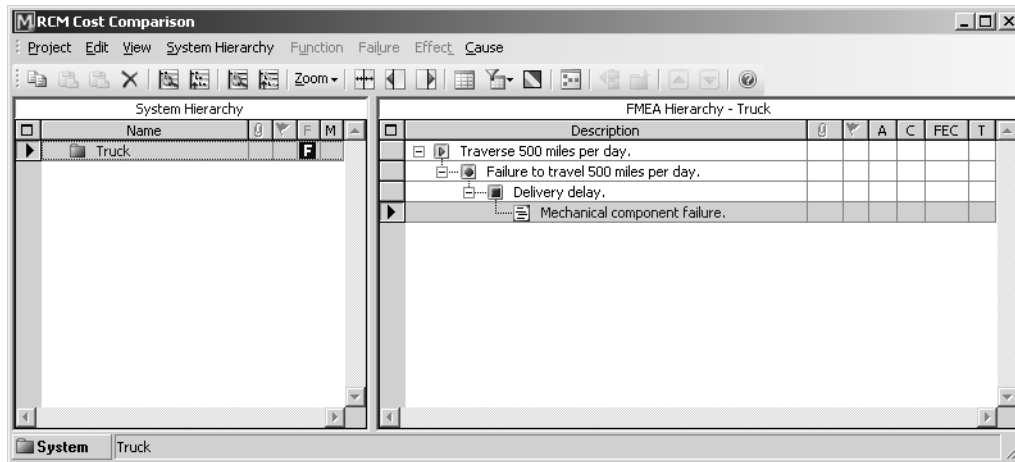 M RCM Cost Comparison
Project Edit View System Hierarchy Function Failure Effect Cause
Zoom
System Hierarchy
Name F M
Truck F
FMEA Hierarchy - Truck
Description A C FEC T
Traverse 500 miles per day.
Failure to travel 500 miles per day.
Delivery delay.
Mechanical component failure.
System Truck